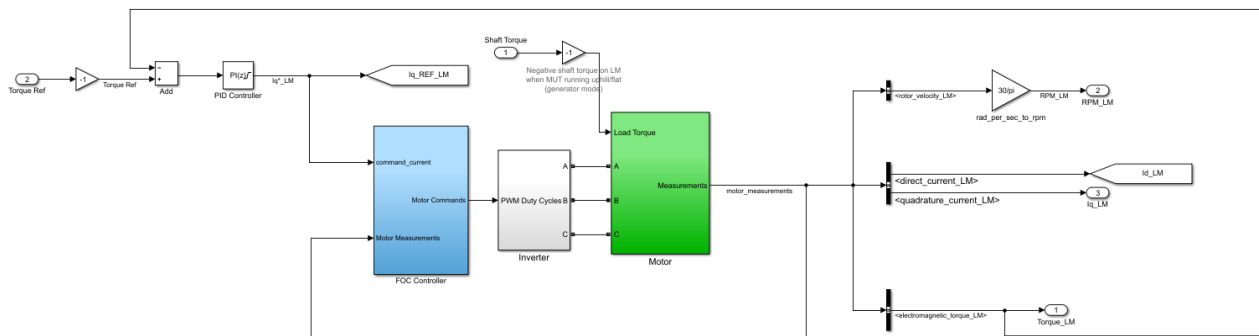 Shaft Torque
1
-1
Negative shaft torque on LM
when MUT running uphill/flat
(generator mode)
2
Torque Ref
-1
Torque Ref
−
+
Add
PI(z)
PID Controller
Iq*_LM
Iq_REF_LM
command_current
Motor Commands
Motor Measurements
FOC Controller
PWM Duty Cycles
A
B
C
Inverter
Load Torque
A
B
C
Measurements
Motor
motor_measurements
<rotor_velocity_LM>
30/pi
rad_per_sec_to_rpm
RPM_LM
2
RPM_LM
<direct_current_LM>
Id_LM
<quadrature_current_LM>
3
Iq_LM
<electromagnetic_torque_LM>
1
Torque_LM